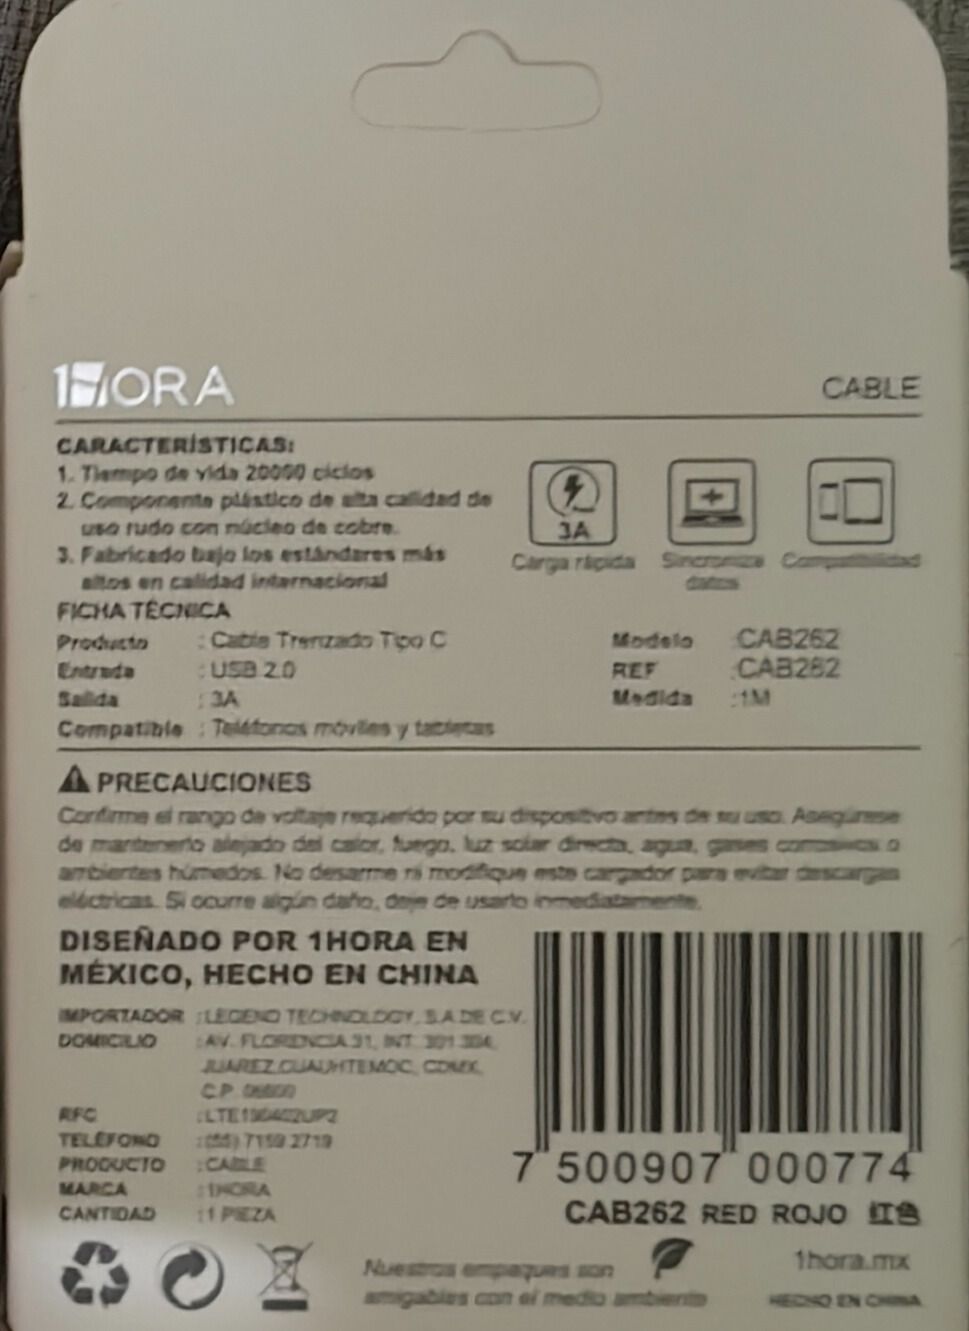 1HORA
CABLE
CARACTERÍSTICAS:
1. Tiempo de vida 20000 ciclos
2. Componente plástico de alta calidad de
uso rudo con núcleo de cobre.
3. Fabricado bajo los estándares más
altos en calidad internacional
3A
Carga rápida
Sincronize
datos
Compatibilidad
FICHA TÉCNICA
Producto : Cable Trenzado Tipo C
Entrada : USB 2.0
Salida : 3A
Compatible : Teléfonos móviles y tabletas
Modelo :CAB262
REF :CAB262
Medida :1M
PRECAUCIONES
Confirme el rango de voltaje requerido por su dispositivo antes de su uso. Asegúrese
de mantenerlo alejado del calor, fuego, luz solar directa, agua, gases corrosivos o
ambientes húmedos. No desarme ni modifique este cargador para evitar descargas
eléctricas. Si ocurre algún daño, deje de usarlo inmediatamente.
DISEÑADO POR 1HORA EN
MÉXICO, HECHO EN CHINA
IMPORTADOR :LEGEND TECHNOLOGY, S.A DE C.V.
DOMICILIO :AV. FLORENCIA 31, INT.
JUAREZ,CUAUHTEMOC, CDMX,
C.P. 06600
RFC
TELÉFONO :(55) 7159 2719
PRODUCTO :CABLE
MARCA :1HORA
CANTIDAD :1 PIEZA
7 500907 000774
CAB262 RED ROJO 红色
Nuestros empaques son
amigables con el medio ambiente
1hora.mx
HECHO EN CHINA